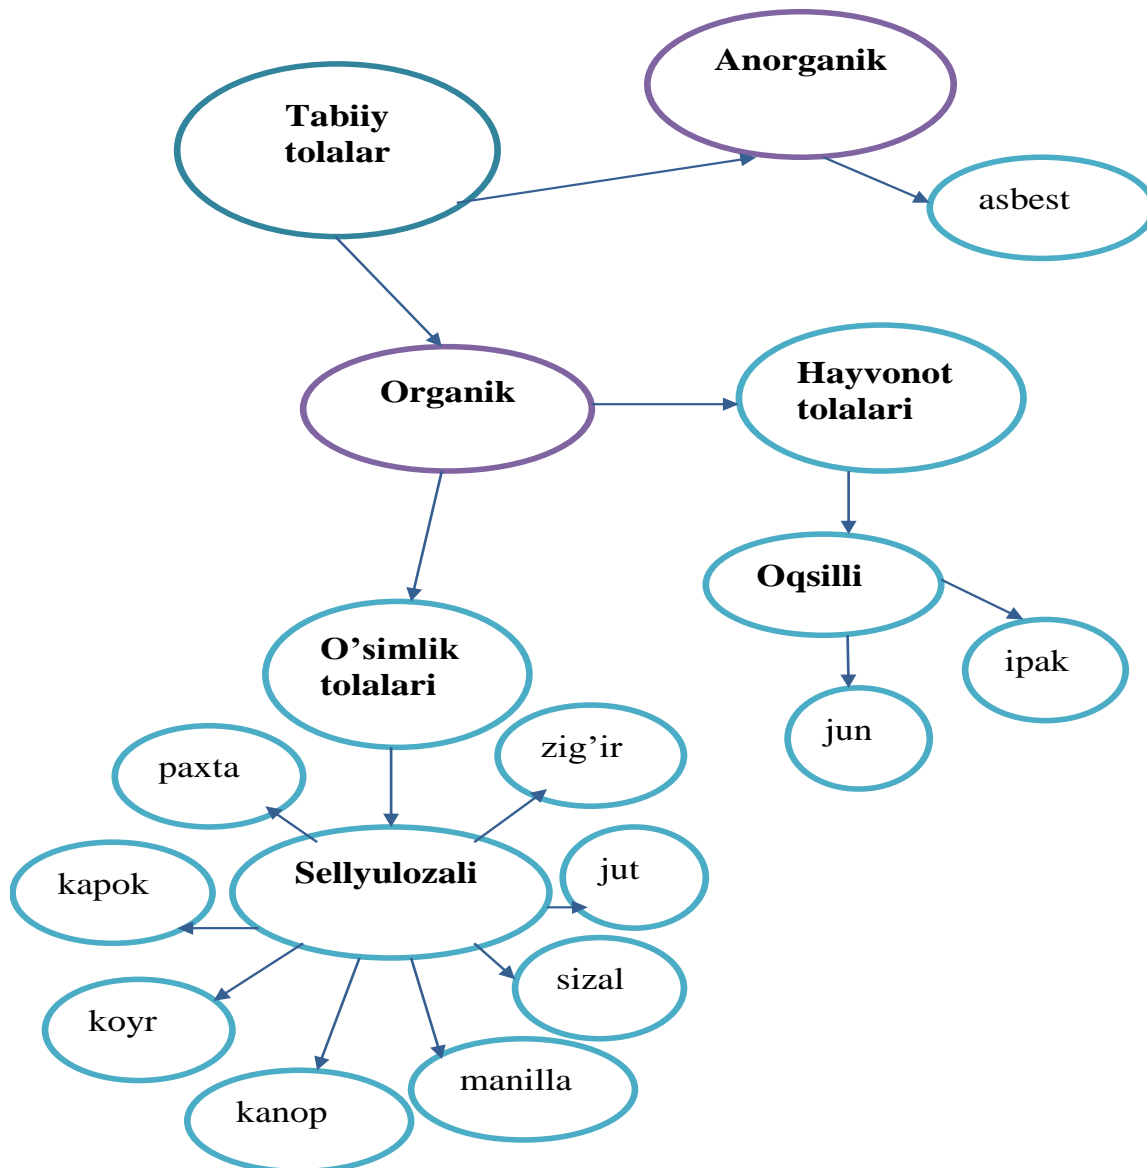 Anorganik
Tabiiy
tolalar
asbest
Hayvonot
tolalari
Organik
Oqsilli
O’simlik
tolalari
ipak
jun
zig’ir
paxta
Sellyulozali
jut
kapok
sizal
koyr
manilla
kanop